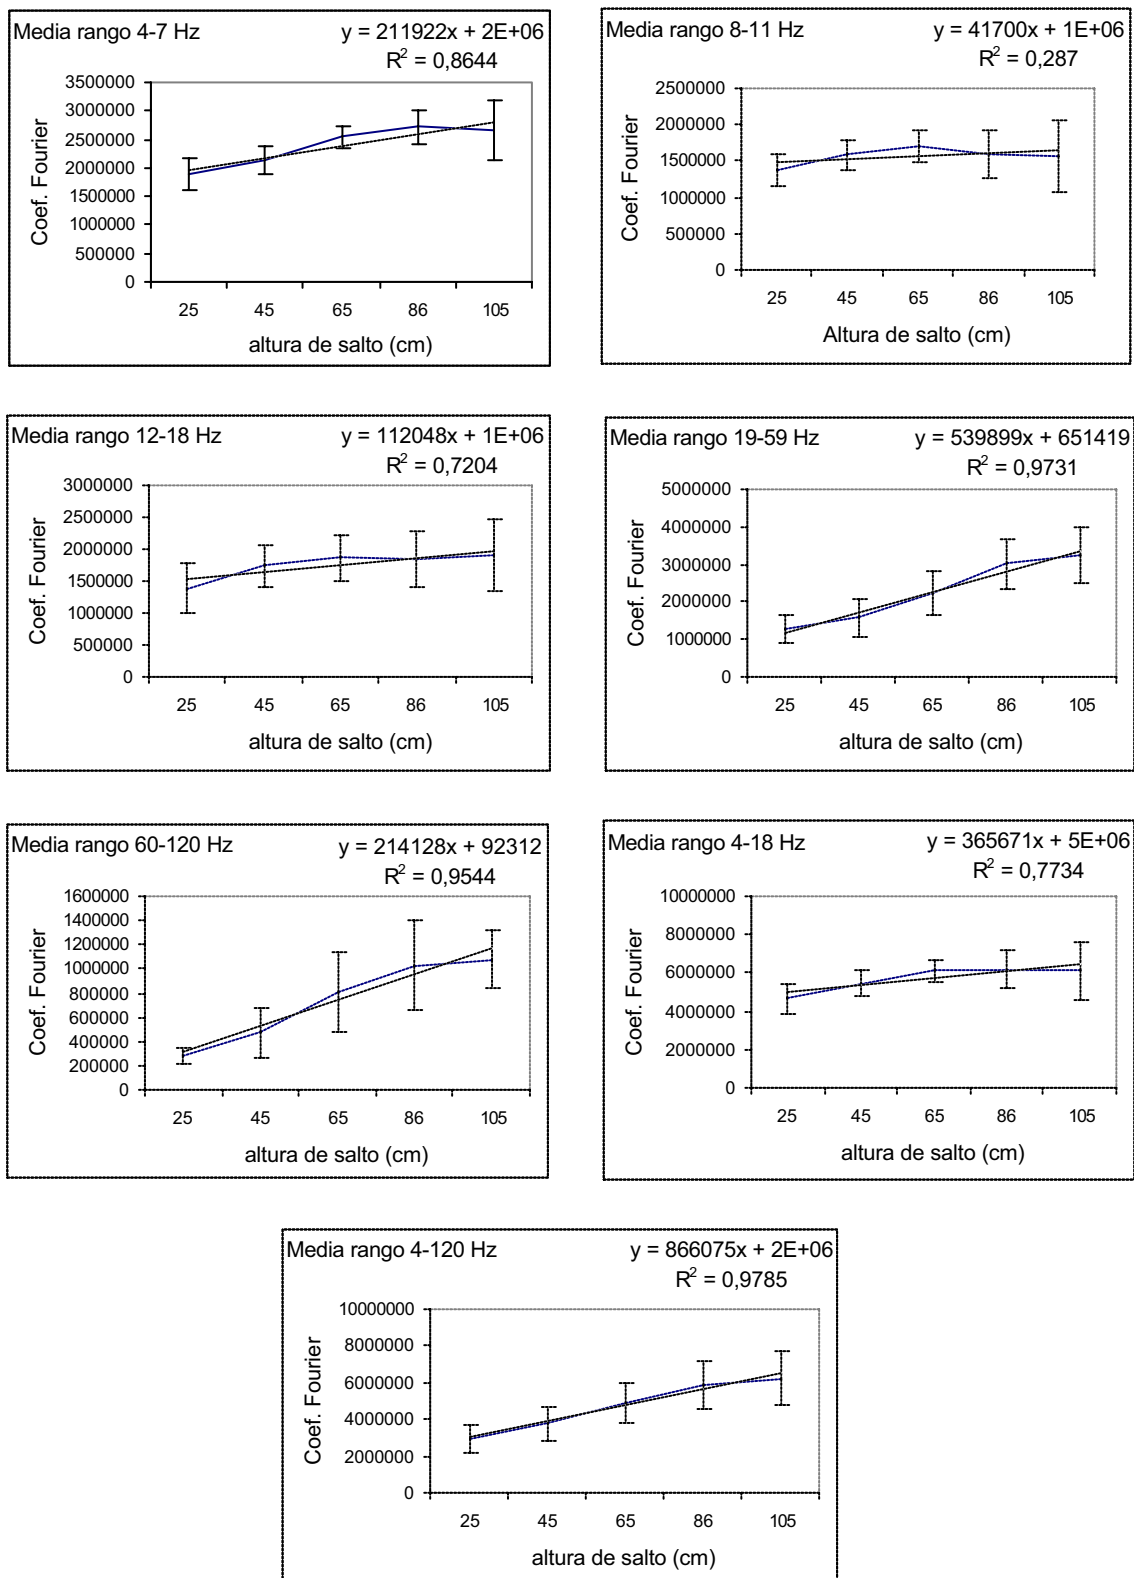 Media rango 4-7 Hz y = 211922x + 2E+06
R² = 0,8644
3500000
3000000
2500000
2000000
1500000
1000000
500000
0
Coef. Fourier
25 45 65 86 105
altura de salto (cm)
Media rango 8-11 Hz y = 41700x + 1E+06
R² = 0,287
2500000
2000000
1500000
1000000
500000
0
Coef. Fourier
25 45 65 86 105
Altura de salto (cm)
Media rango 12-18 Hz y = 112048x + 1E+06
R² = 0,7204
3000000
2500000
2000000
1500000
1000000
500000
0
Coef. Fourier
25 45 65 86 105
altura de salto (cm)
Media rango 19-59 Hz y = 539899x + 651419
R² = 0,9731
5000000
4000000
3000000
2000000
1000000
0
Coef. Fourier
25 45 65 86 105
altura de salto (cm)
Media rango 60-120 Hz y = 214128x + 92312
R² = 0,9544
1600000
1400000
1200000
1000000
800000
600000
400000
200000
0
Coef. Fourier
25 45 65 86 105
altura de salto (cm)
Media rango 4-18 Hz y = 365671x + 5E+06
R² = 0,7734
10000000
8000000
6000000
4000000
2000000
0
Coef. Fourier
25 45 65 86 105
altura de salto (cm)
Media rango 4-120 Hz y = 866075x + 2E+06
R² = 0,9785
10000000
8000000
6000000
4000000
2000000
0
Coef. Fourier
25 45 65 86 105
altura de salto (cm)